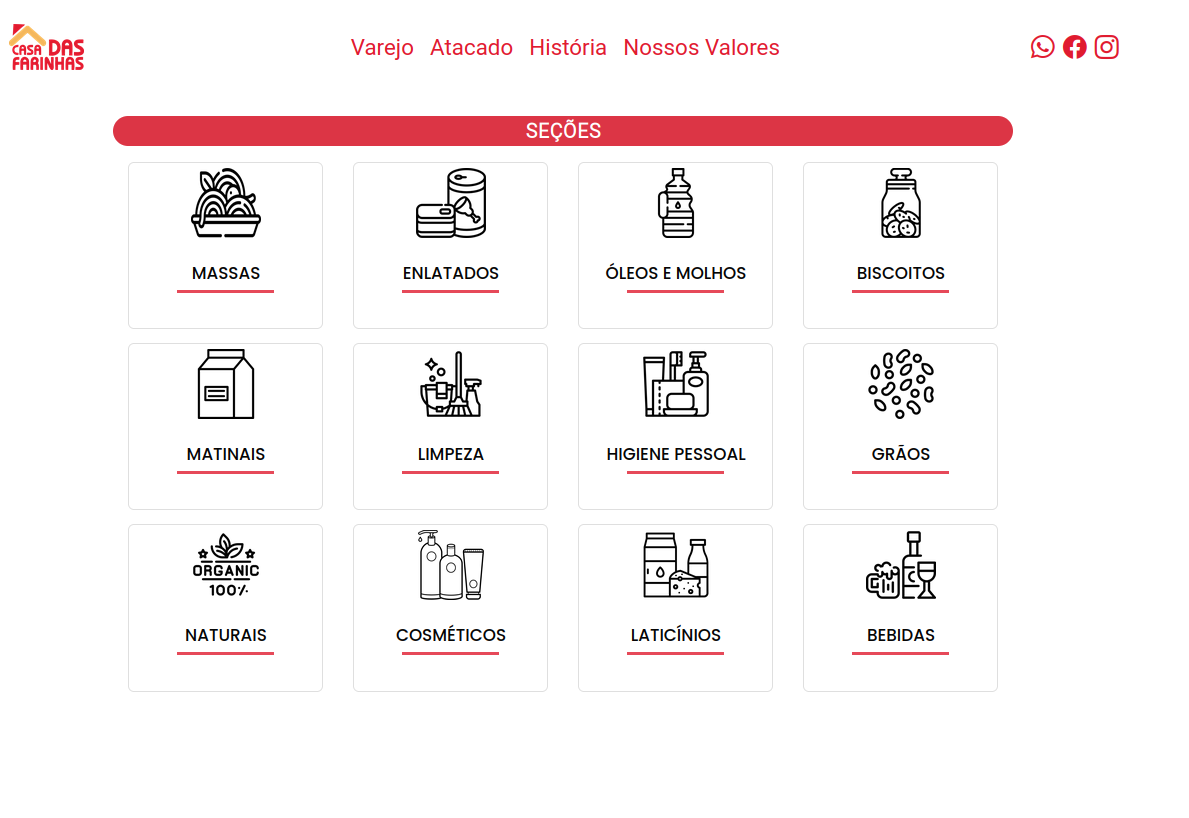 CASA DAS
FARINHAS
Varejo Atacado História Nossos Valores
SEÇÕES
MASSAS
ENLATADOS
ÓLEOS E MOLHOS
BISCOITOS
MATINAIS
LIMPEZA
HIGIENE PESSOAL
GRÃOS
ORGANIC
100%
NATURAIS
COSMÉTICOS
LATICÍNIOS
BEBIDAS